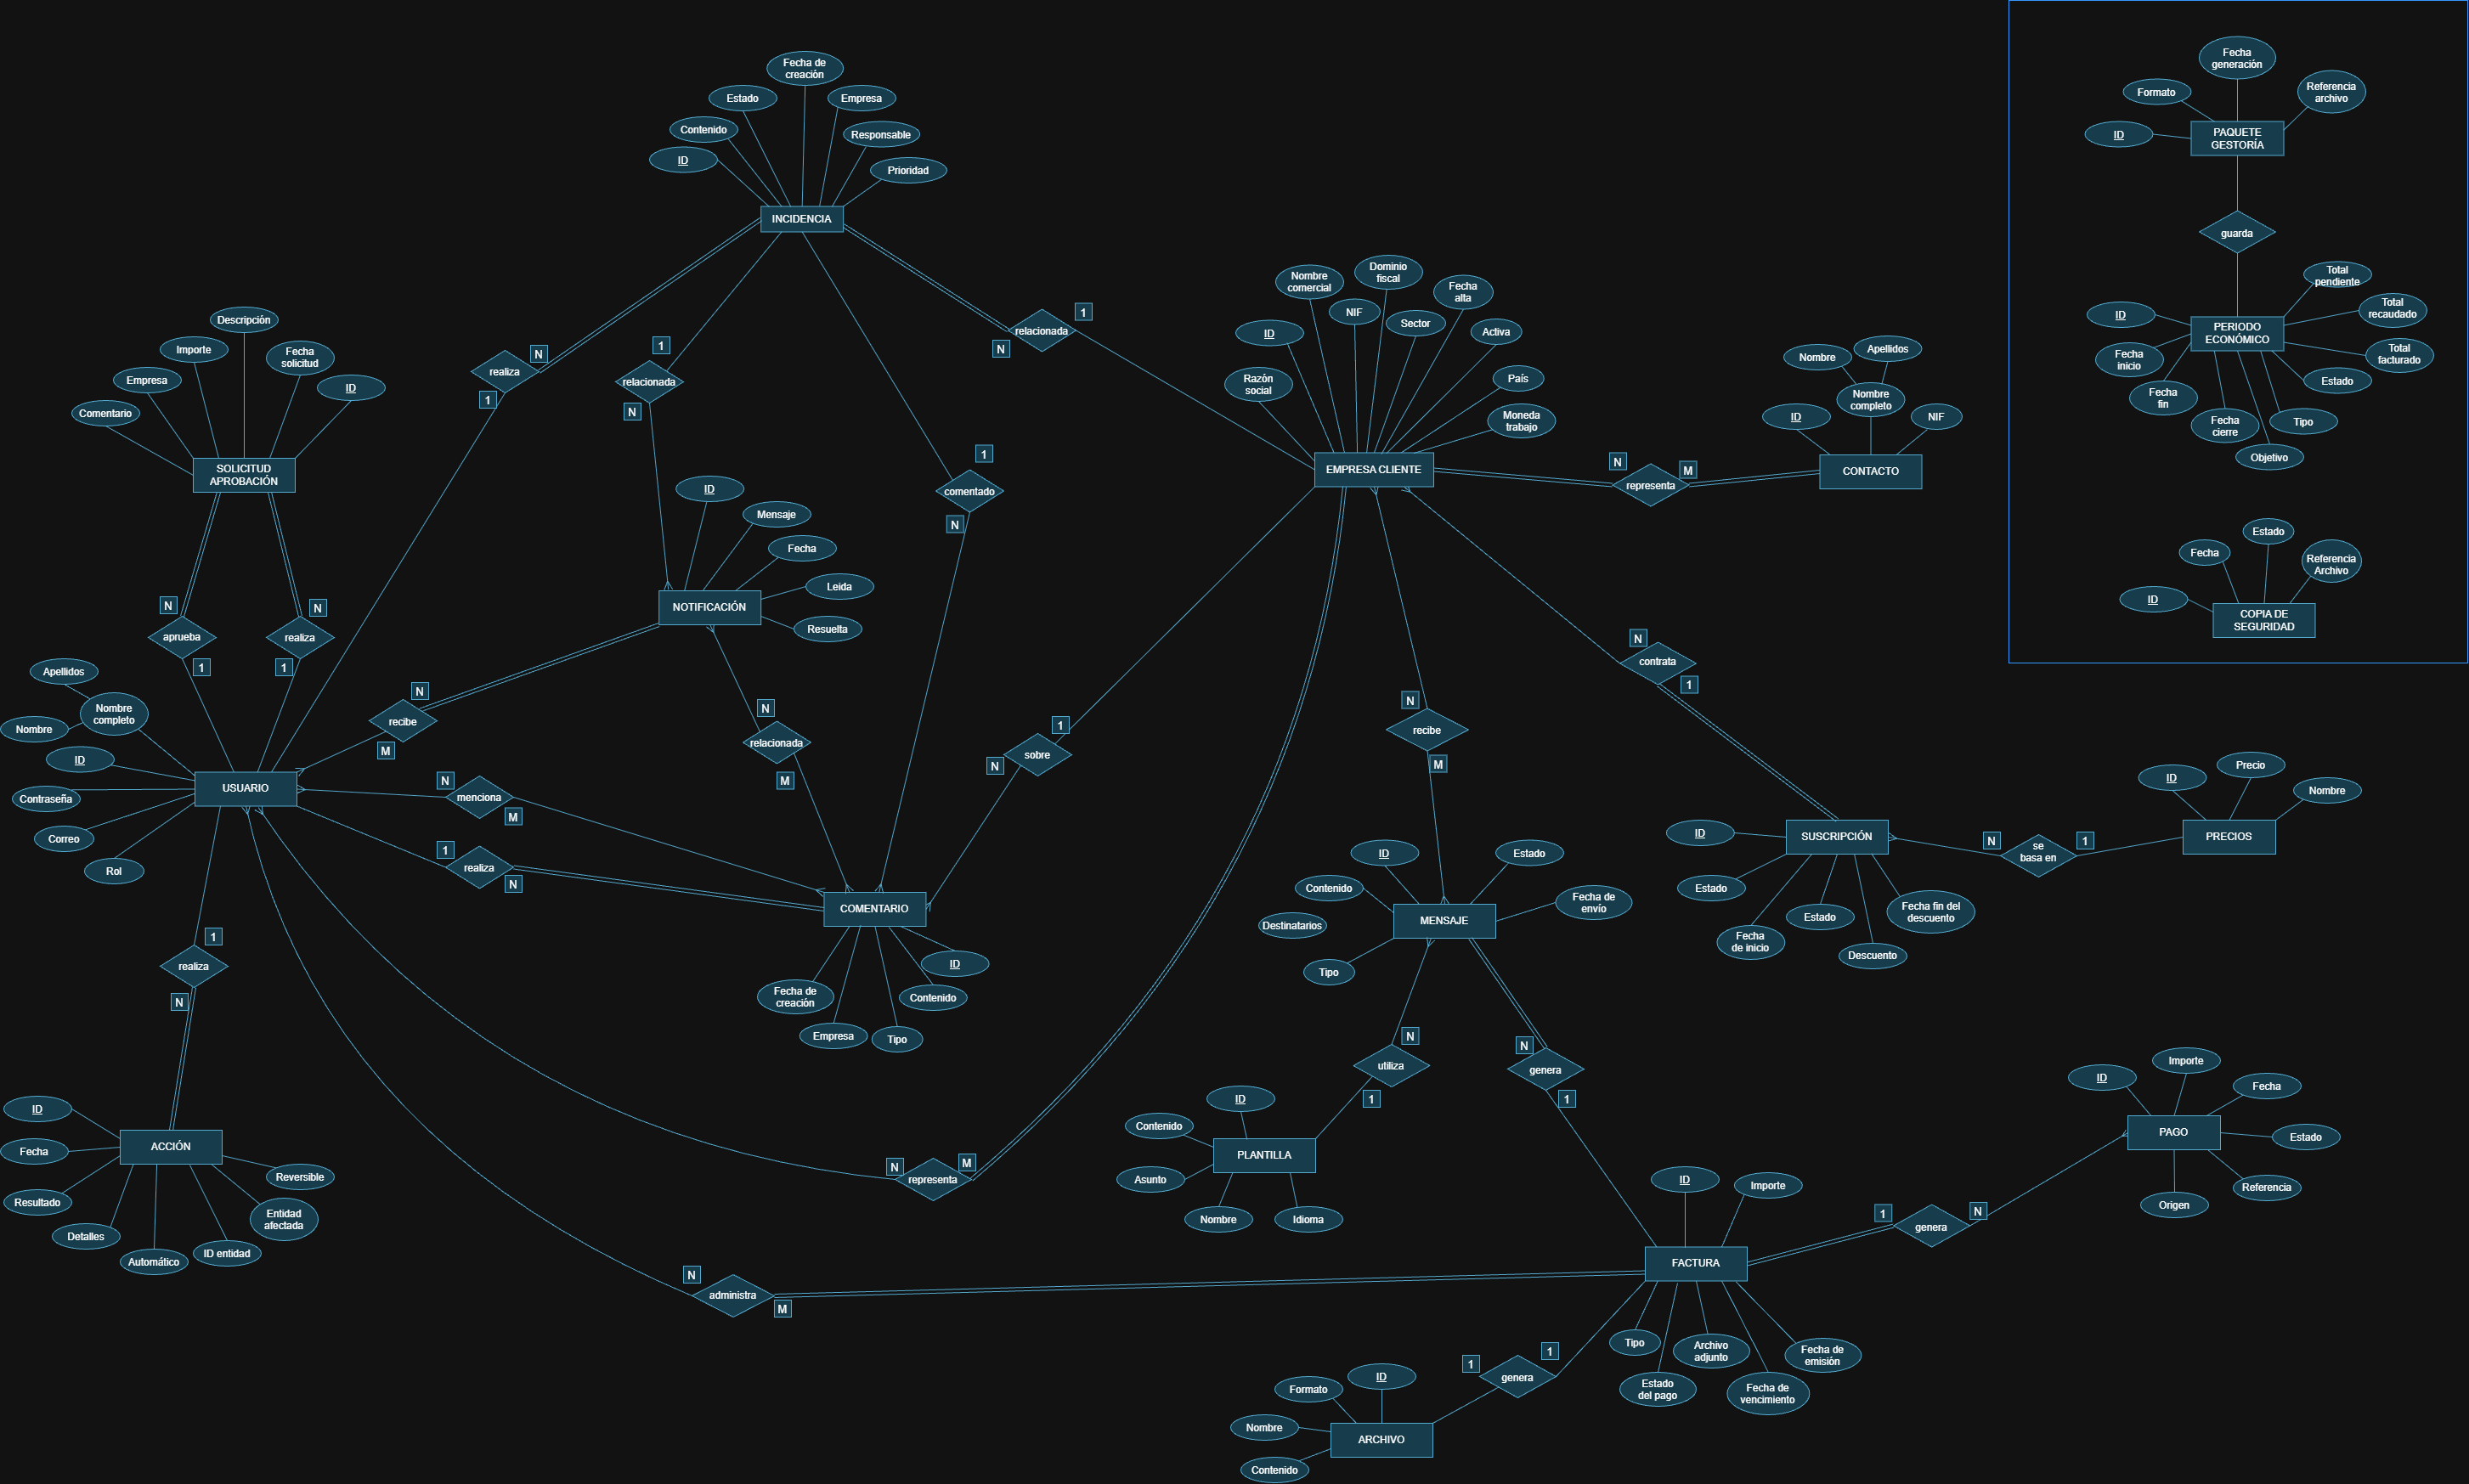 Fecha de
creación
Estado
Empresa
Contenido
Responsable
ID
Prioridad
INCIDENCIA
Fecha
generación
Formato
Referencia
archivo
ID
PAQUETE
GESTORÍA
guarda
Total
pendiente
ID
Total
recaudado
PERIODO
ECONÓMICO
Fecha
inicio
Total
facturado
Fecha
fin
Estado
Fecha
cierre
Tipo
Objetivo
Estado
Fecha
Referencia
Archivo
ID
COPIA DE
SEGURIDAD
Descripción
Importe
Fecha
solicitud
Empresa
ID
Comentario
SOLICITUD
APROBACIÓN
realiza
N
1
1
relacionada
N
relacionada
1
N
1
comentado
N
Nombre
comercial
Dominio
fiscal
Fecha
alta
NIF
Sector
ID
Activa
Razón
social
País
Moneda
trabajo
EMPRESA CLIENTE
N
M
representa
Nombre
Apellidos
Nombre
completo
ID
NIF
CONTACTO
ID
Mensaje
Fecha
Leida
Resuelta
NOTIFICACIÓN
N
aprueba
1
N
realiza
1
Apellidos
Nombre
completo
Nombre
ID
Contraseña
Correo
Rol
USUARIO
N
recibe
M
N
relacionada
M
1
sobre
N
N
recibe
M
N
contrata
1
N
menciona
M
1
realiza
N
COMENTARIO
Fecha de
creación
Empresa
Tipo
Contenido
ID
ID
Estado
Contenido
Fecha de
envío
Destinatarios
Tipo
MENSAJE
ID
SUSCRIPCIÓN
Estado
Fecha
de inicio
Estado
Descuento
Fecha fin del
descuento
N
se
basa en
1
ID
Precio
Nombre
PRECIOS
1
realiza
N
ID
Fecha
Resultado
Detalles
Automático
ID entidad
Entidad
afectada
Reversible
ACCIÓN
N
representa
M
N
utiliza
1
N
genera
1
ID
Contenido
Asunto
Nombre
Idioma
PLANTILLA
ID
Importe
Fecha
Estado
Referencia
Origen
PAGO
1
genera
N
N
administra
M
ID
Importe
FACTURA
Tipo
Estado
del pago
Archivo
adjunto
Fecha de
vencimiento
Fecha de
emisión
1
genera
1
ID
Formato
Nombre
Contenido
ARCHIVO